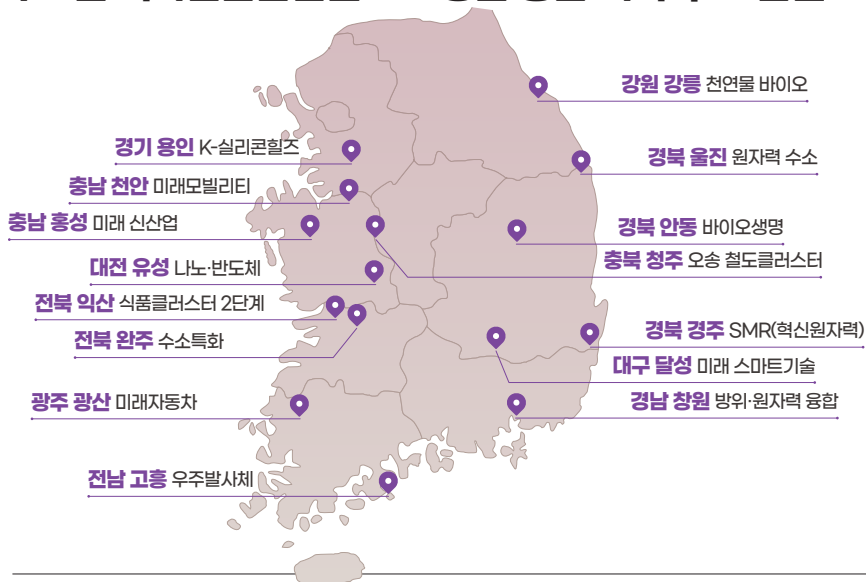 강원 강릉 천연물 바이오
경기 용인 K-실리콘힐즈
경북 울진 원자력 수소
충남 천안 미래모빌리티
충남 홍성 미래 신산업
경북 안동 바이오생명
충북 청주 오송 철도클러스터
대전 유성 나노·반도체
전북 익산 식품클러스터 2단계
전북 완주 수소특화
경북 경주 SMR(혁신원자력)
대구 달성 미래 스마트기술
광주 광산 미래자동차
경남 창원 방위·원자력 융합
전남 고흥 우주발사체